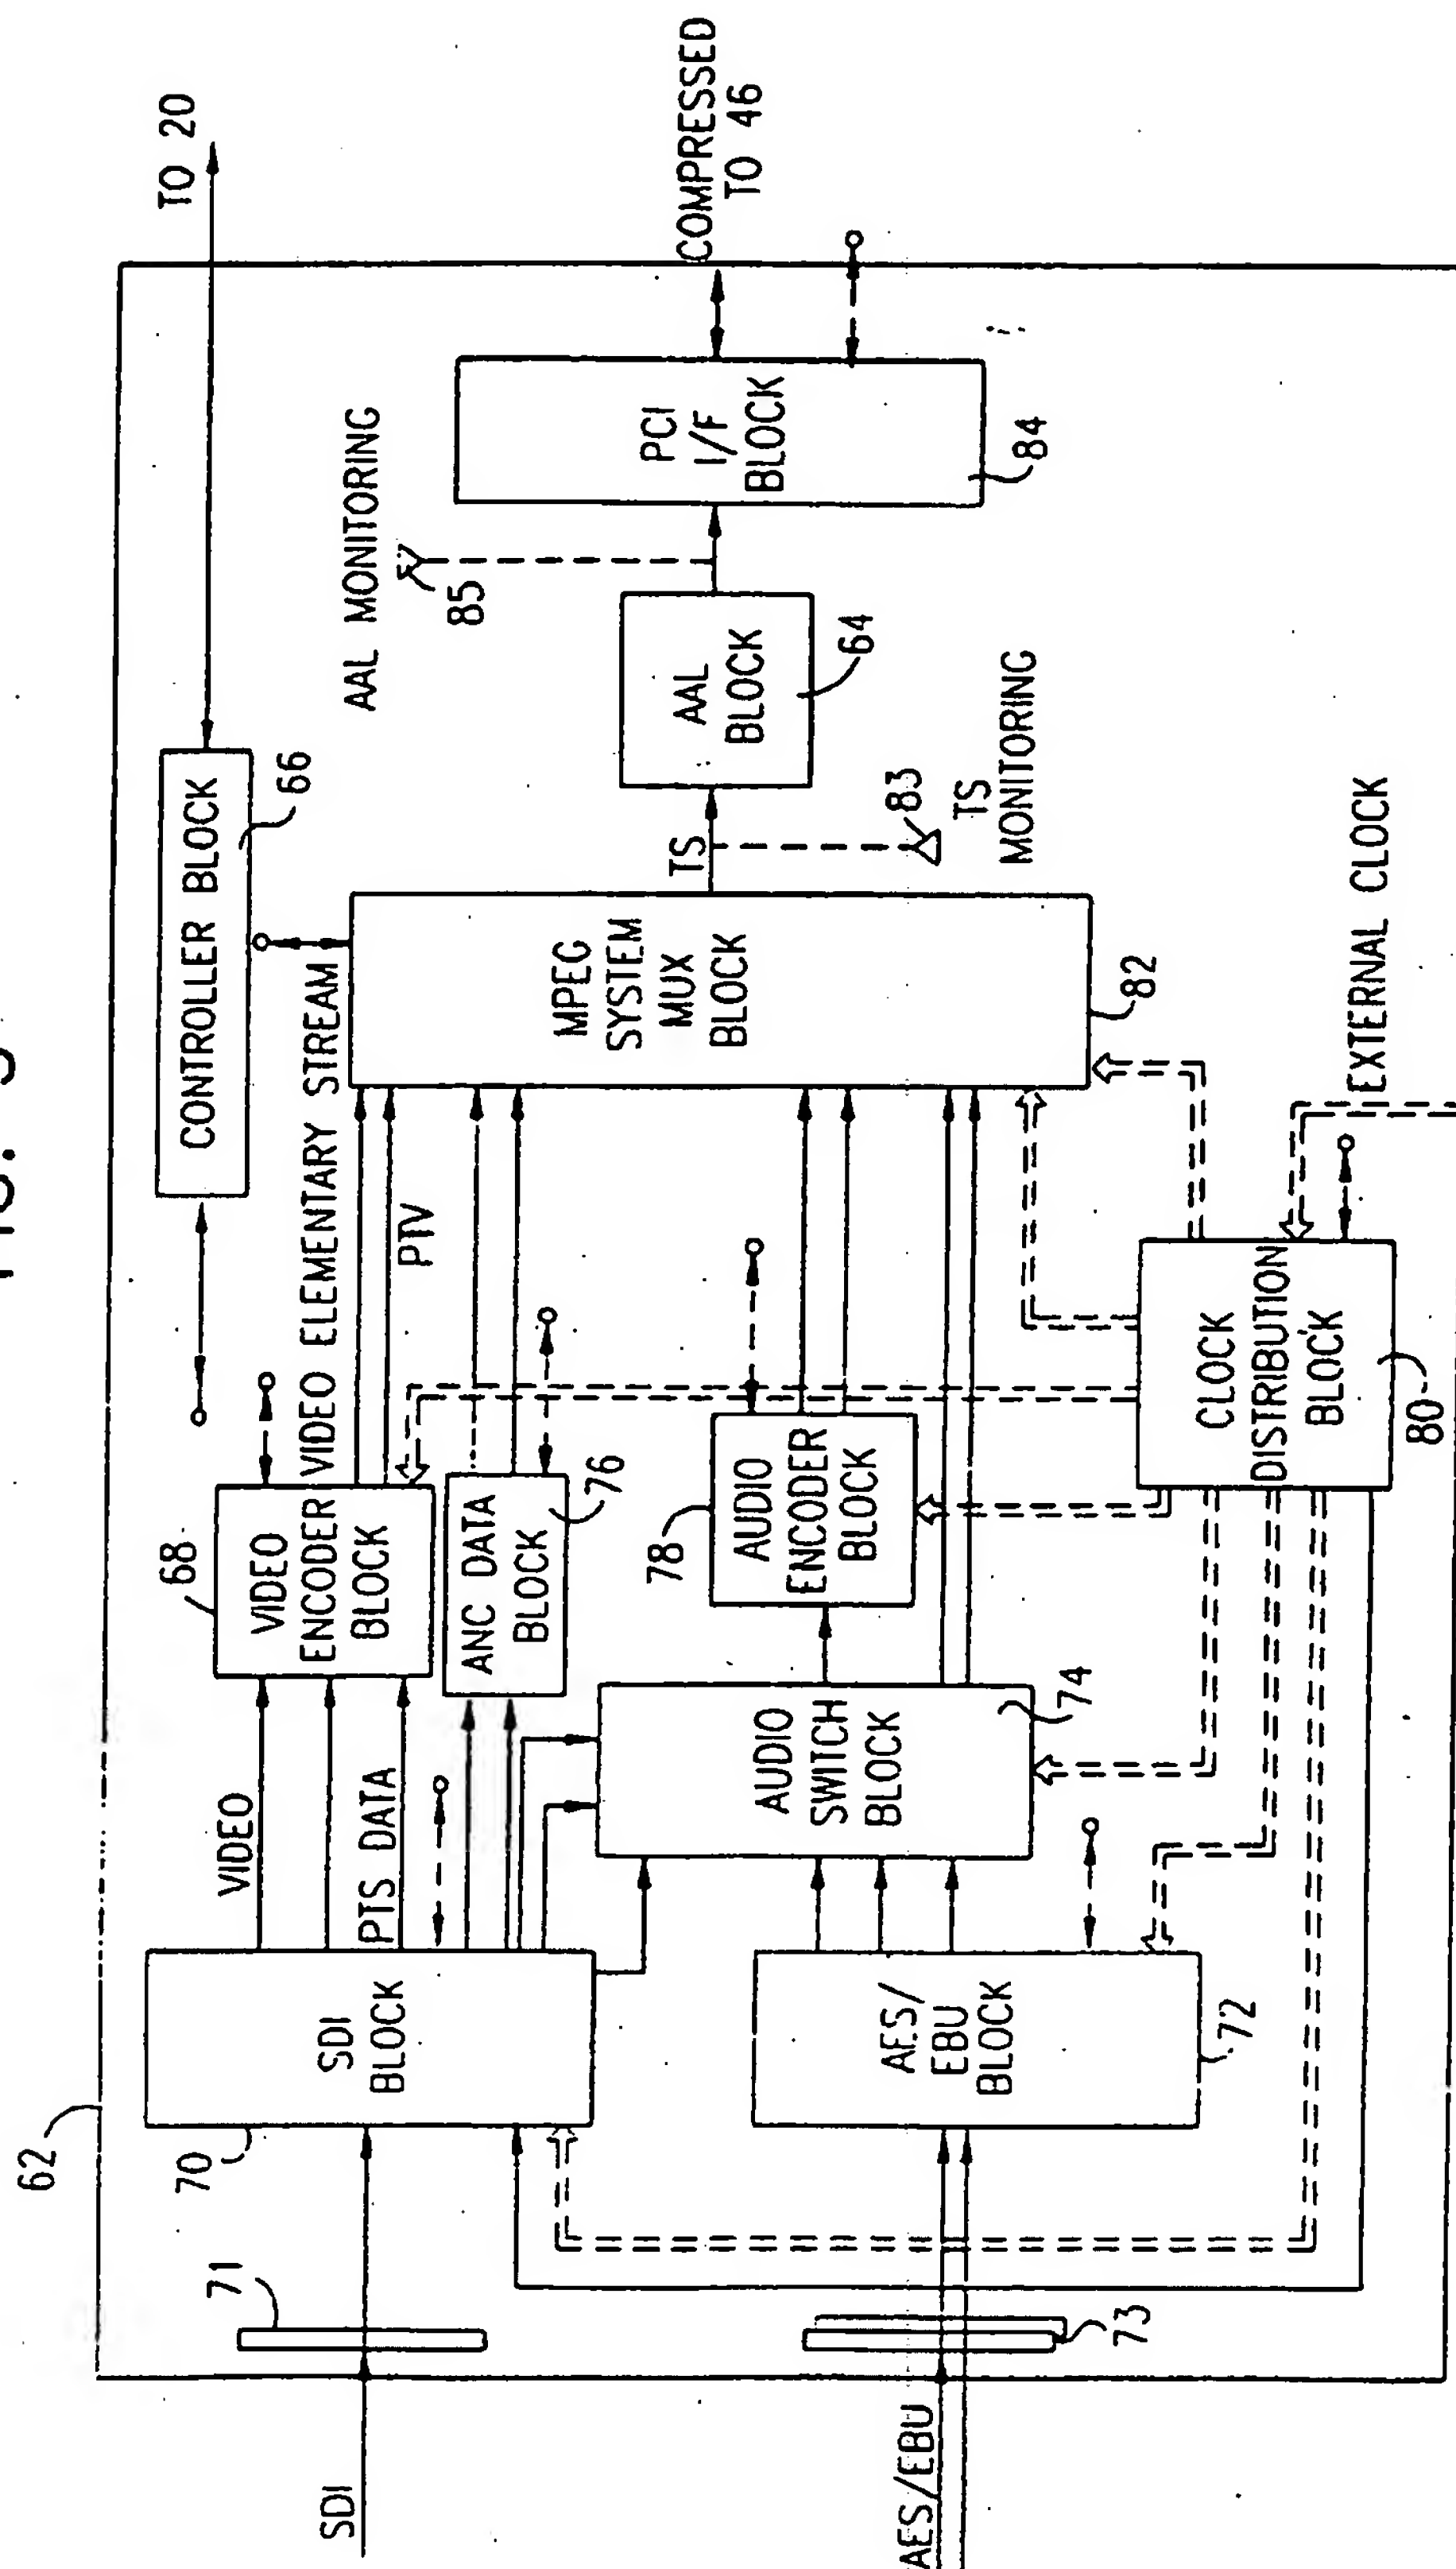 62
SDI
71
70
SDI
BLOCK
VIDEO
PTS DATA
68
VIDEO
ENCODER
BLOCK
VIDEO ELEMENTARY STREAM
PTV
ANC DATA
BLOCK
76
CONTROLLER BLOCK
66
TO 20
AES/EBU
73
AES/
EBU
BLOCK
72
AUDIO
SWITCH
BLOCK
74
78
AUDIO
ENCODER
BLOCK
MPEG
SYSTEM
MUX
BLOCK
82
TS
83
TS
MONITORING
AAL
BLOCK
64
AAL MONITORING
85
PCI
I/F
BLOCK
84
COMPRESSED
TO 46
CLOCK
DISTRIBUTION
BLOCK
80
EXTERNAL CLOCK